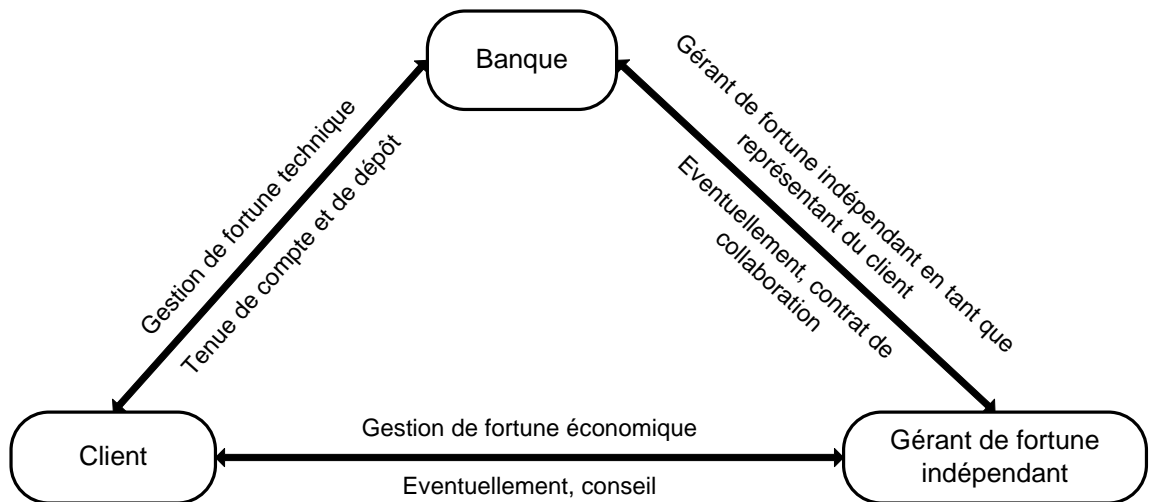 Banque
Gestion de fortune technique
Tenue de compte et de dépôt
Gérant de fortune indépendant en tant que
représentant du client
Eventuellement, contrat de
collaboration
Client
Gestion de fortune économique
Eventuellement, conseil
Gérant de fortune
indépendant